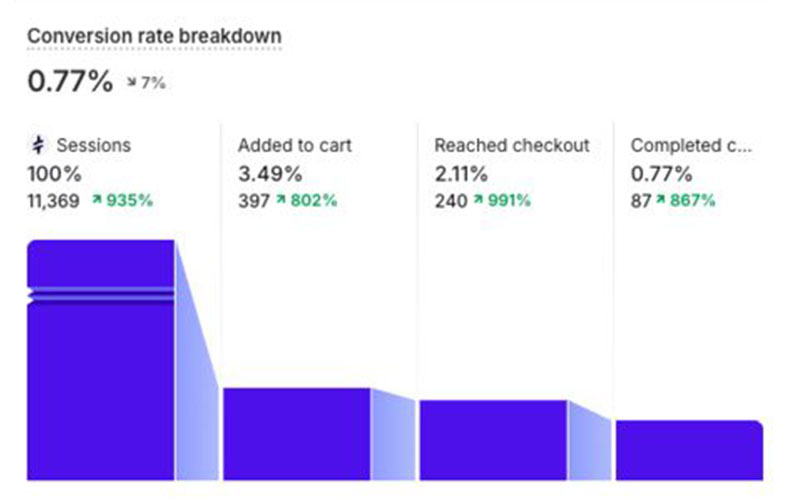 Conversion rate breakdown
0.77% ↘ 7%
Sessions
100%
11,369 ↗ 935%
Added to cart
3.49%
397 ↗ 802%
Reached checkout
2.11%
240 ↗ 991%
Completed c...
0.77%
87 ↗ 867%